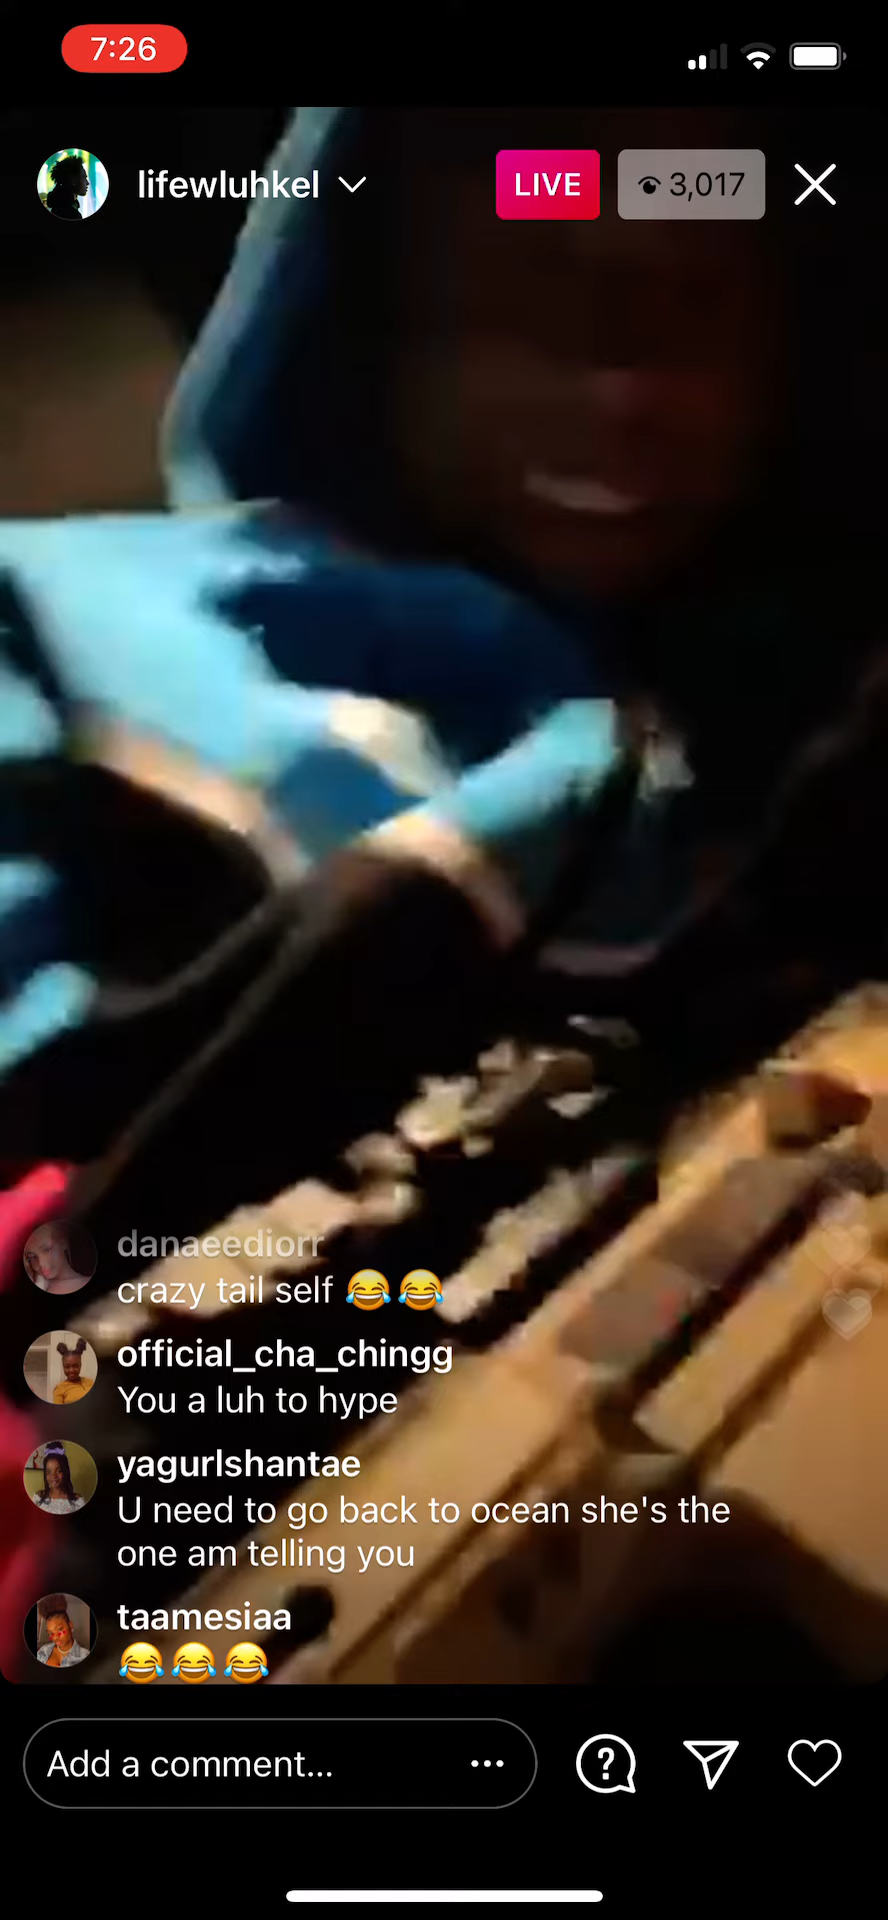 7:26
lifewluhkel
LIVE
3,017
danaeediorr
crazy tail self 😂😂
official_cha_chingg
You a luh to hype
yagurlshantae
U need to go back to ocean she's the
one am telling you
taamesiaa
😂😂😂
Add a comment...